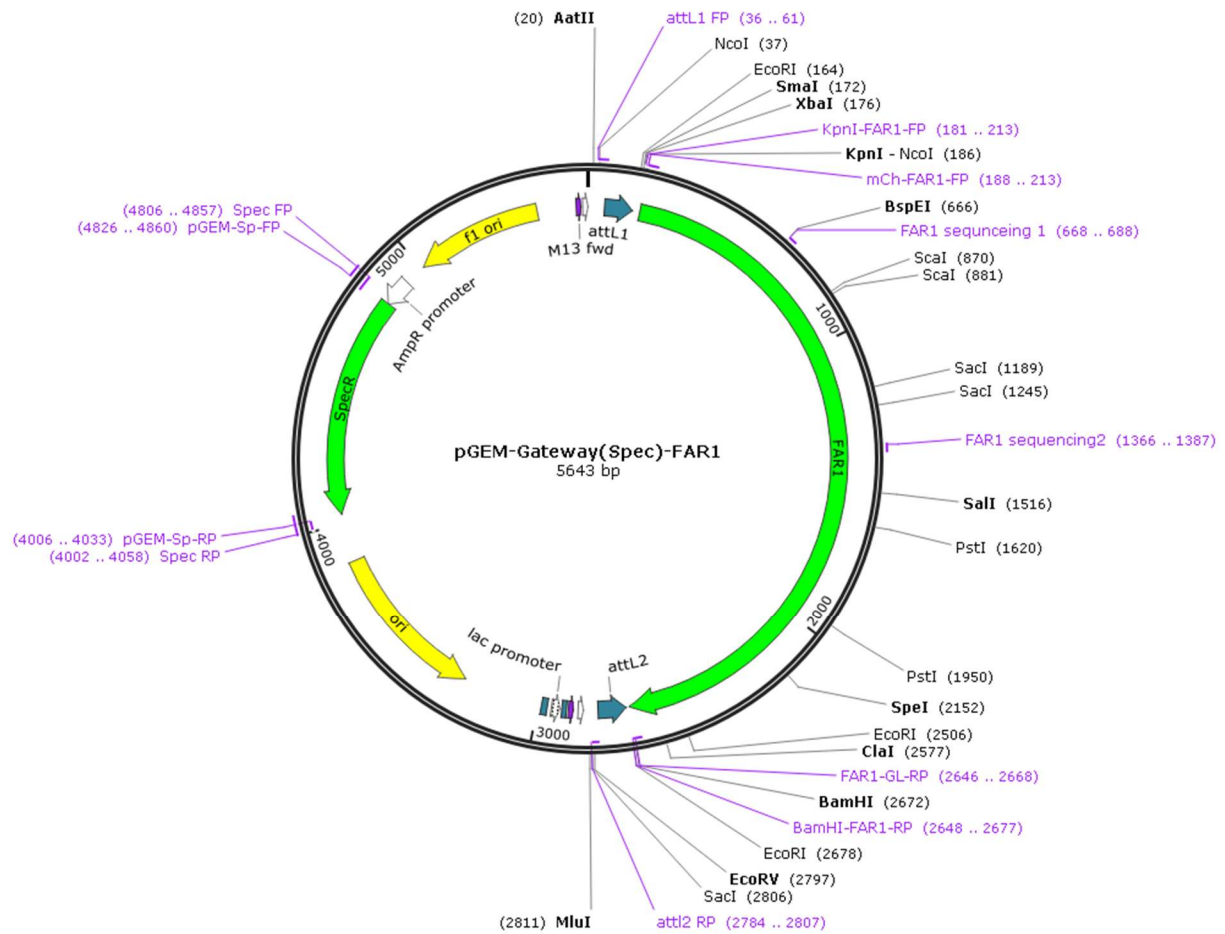 (20) AatII
attL1 FP (36 .. 61)
NcoI (37)
EcoRI (164)
SmaI (172)
XbaI (176)
KpnI-FAR1-FP (181 .. 213)
KpnI - NcoI (186)
mCh-FAR1-FP (188 .. 213)
BspEI (666)
FAR1 sequnceing 1 (668 .. 688)
ScaI (870)
ScaI (881)
1000
SacI (1189)
SacI (1245)
FAR1 sequencing2 (1366 .. 1387)
SalI (1516)
PstI (1620)
2000
PstI (1950)
SpeI (2152)
EcoRI (2506)
ClaI (2577)
FAR1-GL-RP (2646 .. 2668)
BamHI (2672)
BamHI-FAR1-RP (2648 .. 2677)
EcoRI (2678)
EcoRV (2797)
SacI (2806)
attl2 RP (2784 .. 2807)
(2811) MluI
3000
(4006 .. 4033) pGEM-Sp-RP
(4002 .. 4058) Spec RP
4000
(4806 .. 4857) Spec FP
(4826 .. 4860) pGEM-Sp-FP
5000
f1 ori
M13 fwd
attL1
AmpR promoter
SpecR
FAR1
pGEM-Gateway(Spec)-FAR1
5643 bp
ori
lac promoter
attL2